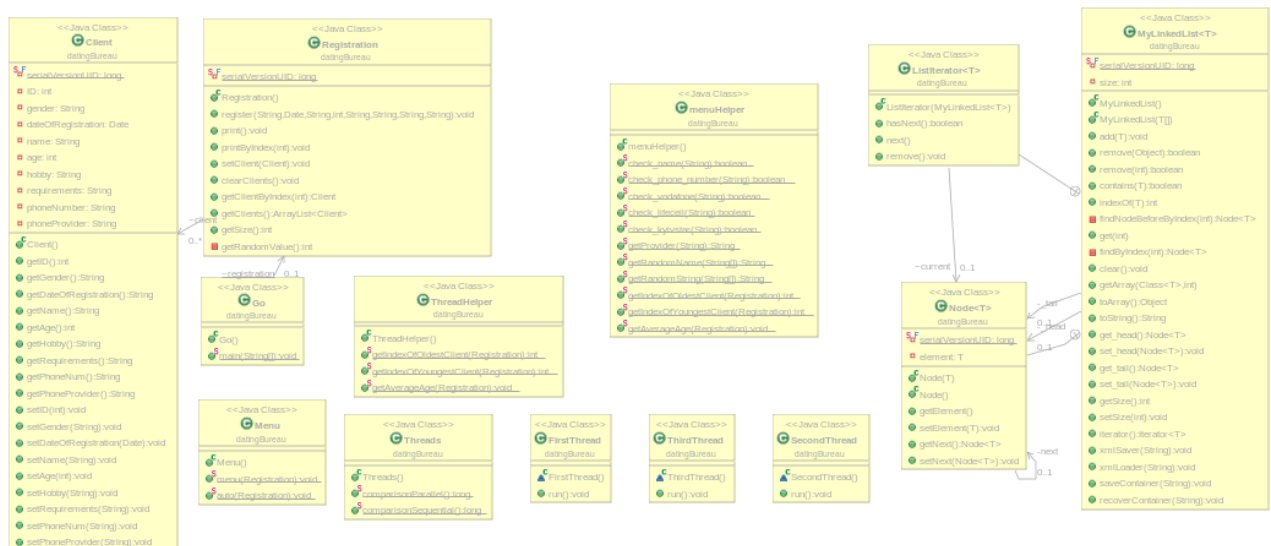 <<Java Class>>
Client
datingBureau
serialVersionUID: long
ID: int
gender: String
dateOfRegistration: Date
name: String
age: int
hobby: String
requirements: String
phoneNumber: String
phoneProvider: String
Client()
getID():int
getGender():String
getDateOfRegistration():String
getName():String
getAge():int
getHobby():String
getRequirements():String
getPhoneNum():String
getPhoneProvider():String
setID(int):void
setGender(String):void
setDateOfRegistration(Date):void
setName(String):void
setAge(int):void
setHobby(String):void
setRequirements(String):void
setPhoneNum(String):void
setPhoneProvider(String):void
<<Java Class>>
Registration
datingBureau
serialVersionUID: long
Registration()
register(String,Date,String,int,String,String,String,String):void
print():void
printByIndex(int):void
setClient(Client):void
clearClients():void
getClientByIndex(int):Client
getClients():ArrayList<Client>
getSize():int
getRandomValue():int
~client
0..*
~registration
0..1
<<Java Class>>
Go
datingBureau
Go()
main(String[]):void
<<Java Class>>
ThreadHelper
datingBureau
ThreadHelper()
getIndexOfOldestClient(Registration):int
getIndexOfYoungestClient(Registration):int
getAverageAge(Registration):void
<<Java Class>>
Menu
datingBureau
Menu()
menu(Registration):void
auto(Registration):void
<<Java Class>>
Threads
datingBureau
Threads()
comparisonParallel():long
comparisonSequential():long
<<Java Class>>
FirstThread
datingBureau
FirstThread()
run():void
<<Java Class>>
ThirdThread
datingBureau
ThirdThread()
run():void
<<Java Class>>
SecondThread
datingBureau
SecondThread()
run():void
<<Java Class>>
menuHelper
datingBureau
menuHelper()
check_name(String):boolean
check_phone_number(String):boolean
check_vodafone(String):boolean
check_lifecell(String):boolean
check_kyivstar(String):boolean
getProvider(String):String
getRandomName(String[]):String
getRandomString(String[]):String
getIndexOfOldestClient(Registration):int
getIndexOfYoungestClient(Registration):int
getAverageAge(Registration):void
<<Java Class>>
ListIterator<T>
datingBureau
ListIterator(MyLinkedList<T>)
hasNext():boolean
next()
remove():void
~current
0..1
<<Java Class>>
Node<T>
datingBureau
serialVersionUID: long
element: T
Node(T)
Node()
getElement()
setElement(T):void
getNext():Node<T>
setNext(Node<T>):void
-_tail
0..1
-_head
0..1
-next
0..1
<<Java Class>>
MyLinkedList<T>
datingBureau
serialVersionUID: long
size: int
MyLinkedList()
MyLinkedList(T[])
add(T):void
remove(Object):boolean
remove(int):boolean
contains(T):boolean
indexOf(T):int
findNodeBeforeByIndex(int):Node<T>
get(int)
findByIndex(int):Node<T>
clear():void
getArray(Class<T>,int)
toArray():Object
toString():String
get_head():Node<T>
set_head(Node<T>):void
get_tail():Node<T>
set_tail(Node<T>):void
getSize():int
setSize(int):void
iterator():Iterator<T>
xmlSaver(String):void
xmlLoader(String):void
saveContainer(String):void
recoverContainer(String):void